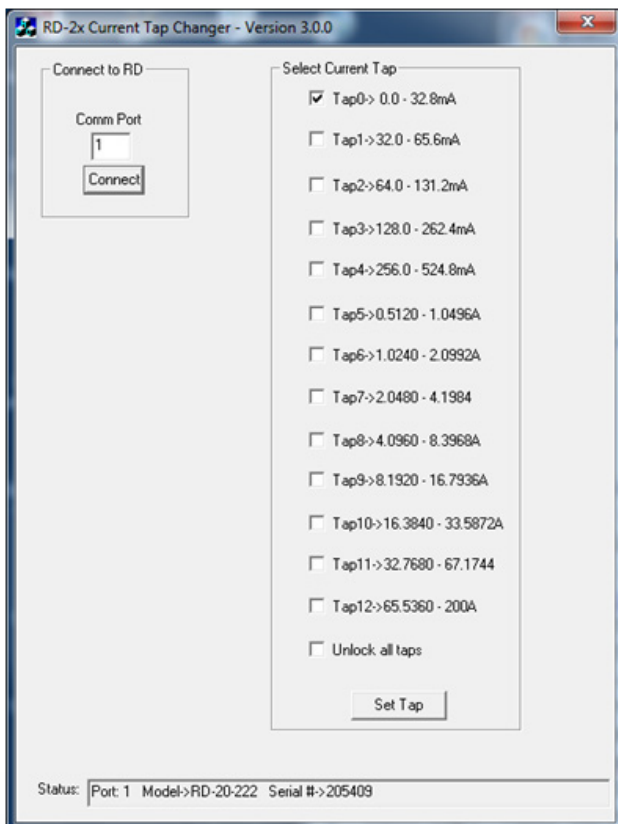 RD-2x Current Tap Changer - Version 3.0.0
Connect to RD
Comm Port
1
Connect
Select Current Tap
Tap0-> 0.0 - 32.8mA
Tap1->32.0 - 65.6mA
Tap2->64.0 - 131.2mA
Tap3->128.0 - 262.4mA
Tap4->256.0 - 524.8mA
Tap5->0.5120 - 1.0496A
Tap6->1.0240 - 2.0992A
Tap7->2.0480 - 4.1984
Tap8->4.0960 - 8.3968A
Tap9->8.1920 - 16.7936A
Tap10->16.3840 - 33.5872A
Tap11->32.7680 - 67.1744
Tap12->65.5360 - 200A
Unlock all taps
Set Tap
Status: Port: 1 Model->RD-20-222 Serial #->205409